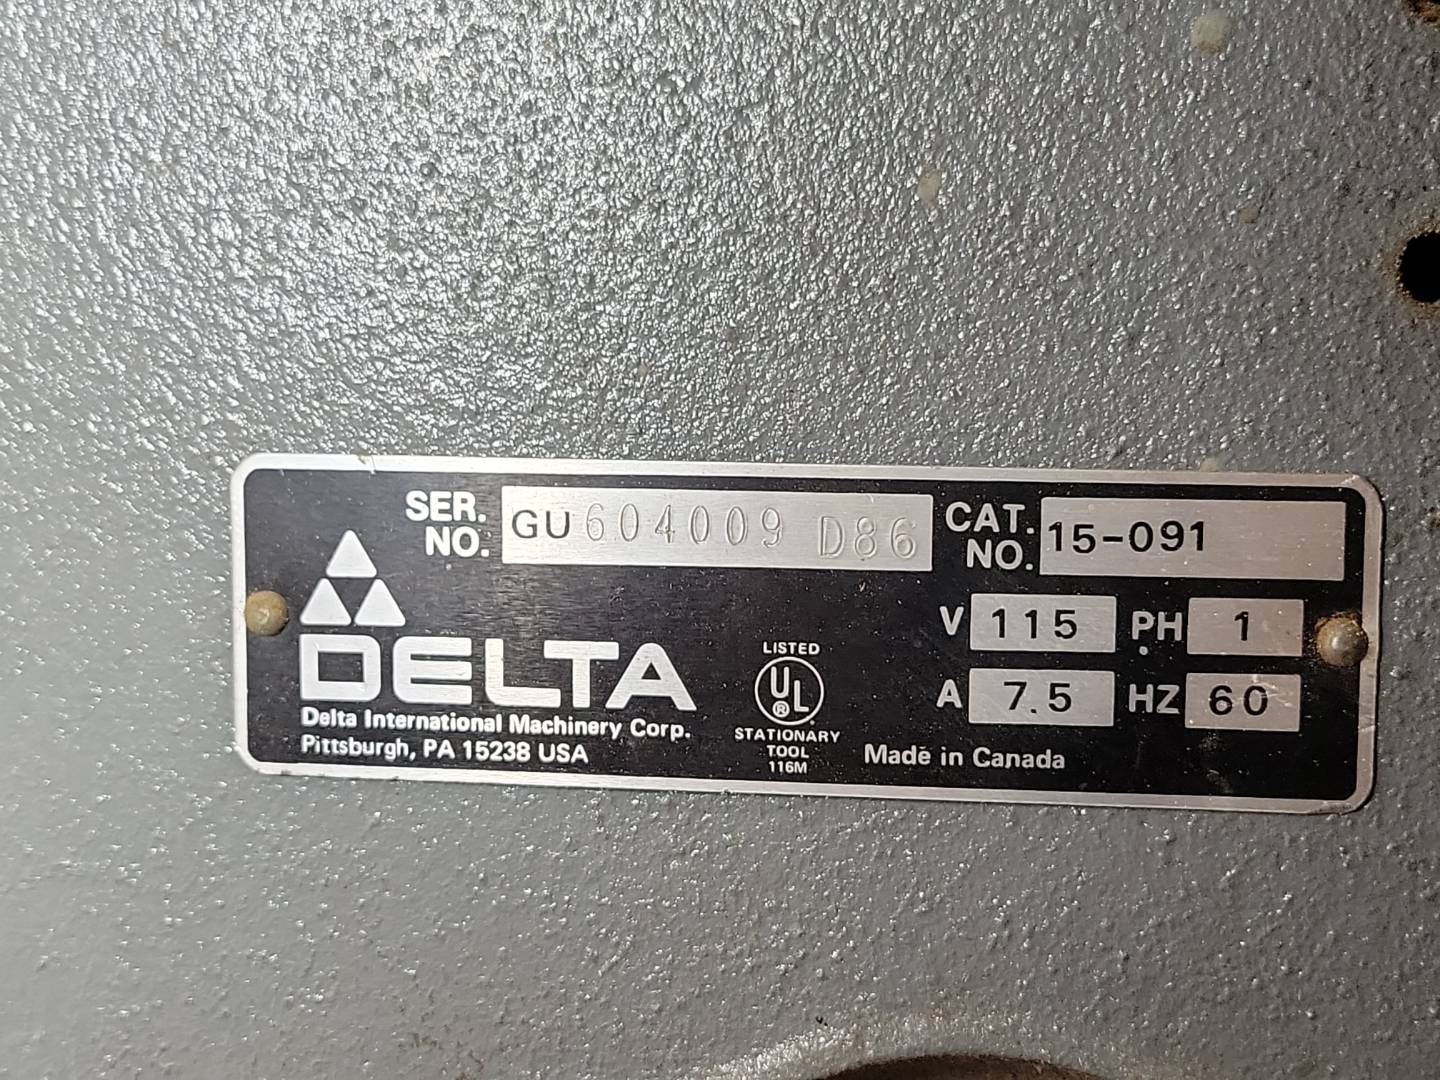 SER. NO. GU604009 D86
CAT. NO. 15-091
V 115 PH 1
A 7.5 HZ 60
DELTA
Delta International Machinery Corp.
Pittsburgh, PA 15238 USA
LISTED
UL®
STATIONARY
TOOL
116M
Made in Canada